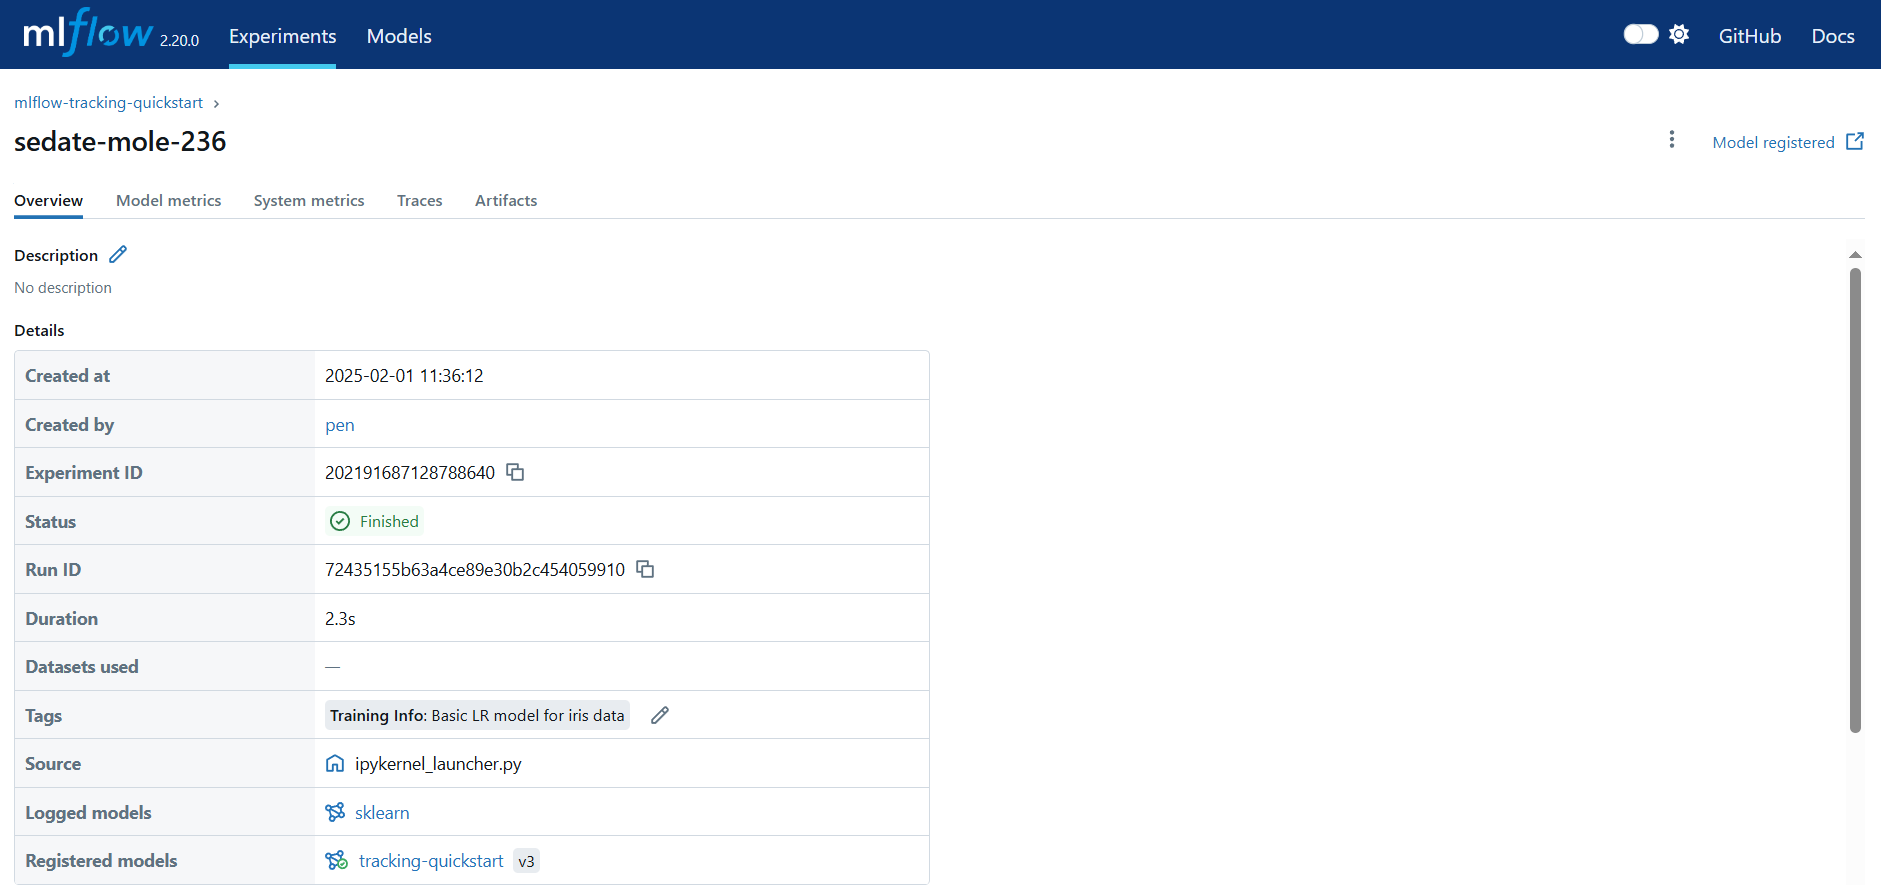 mlflow 2.20.0 Experiments Models GitHub Docs
mlflow-tracking-quickstart
sedate-mole-236
Model registered
Overview Model metrics System metrics Traces Artifacts
Description
No description
Details
Created at 2025-02-01 11:36:12
Created by pen
Experiment ID 202191687128788640
Status Finished
Run ID 72435155b63a4ce89e30b2c454059910
Duration 2.3s
Datasets used —
Tags Training Info: Basic LR model for iris data
Source ipykernel_launcher.py
Logged models sklearn
Registered models tracking-quickstart v3